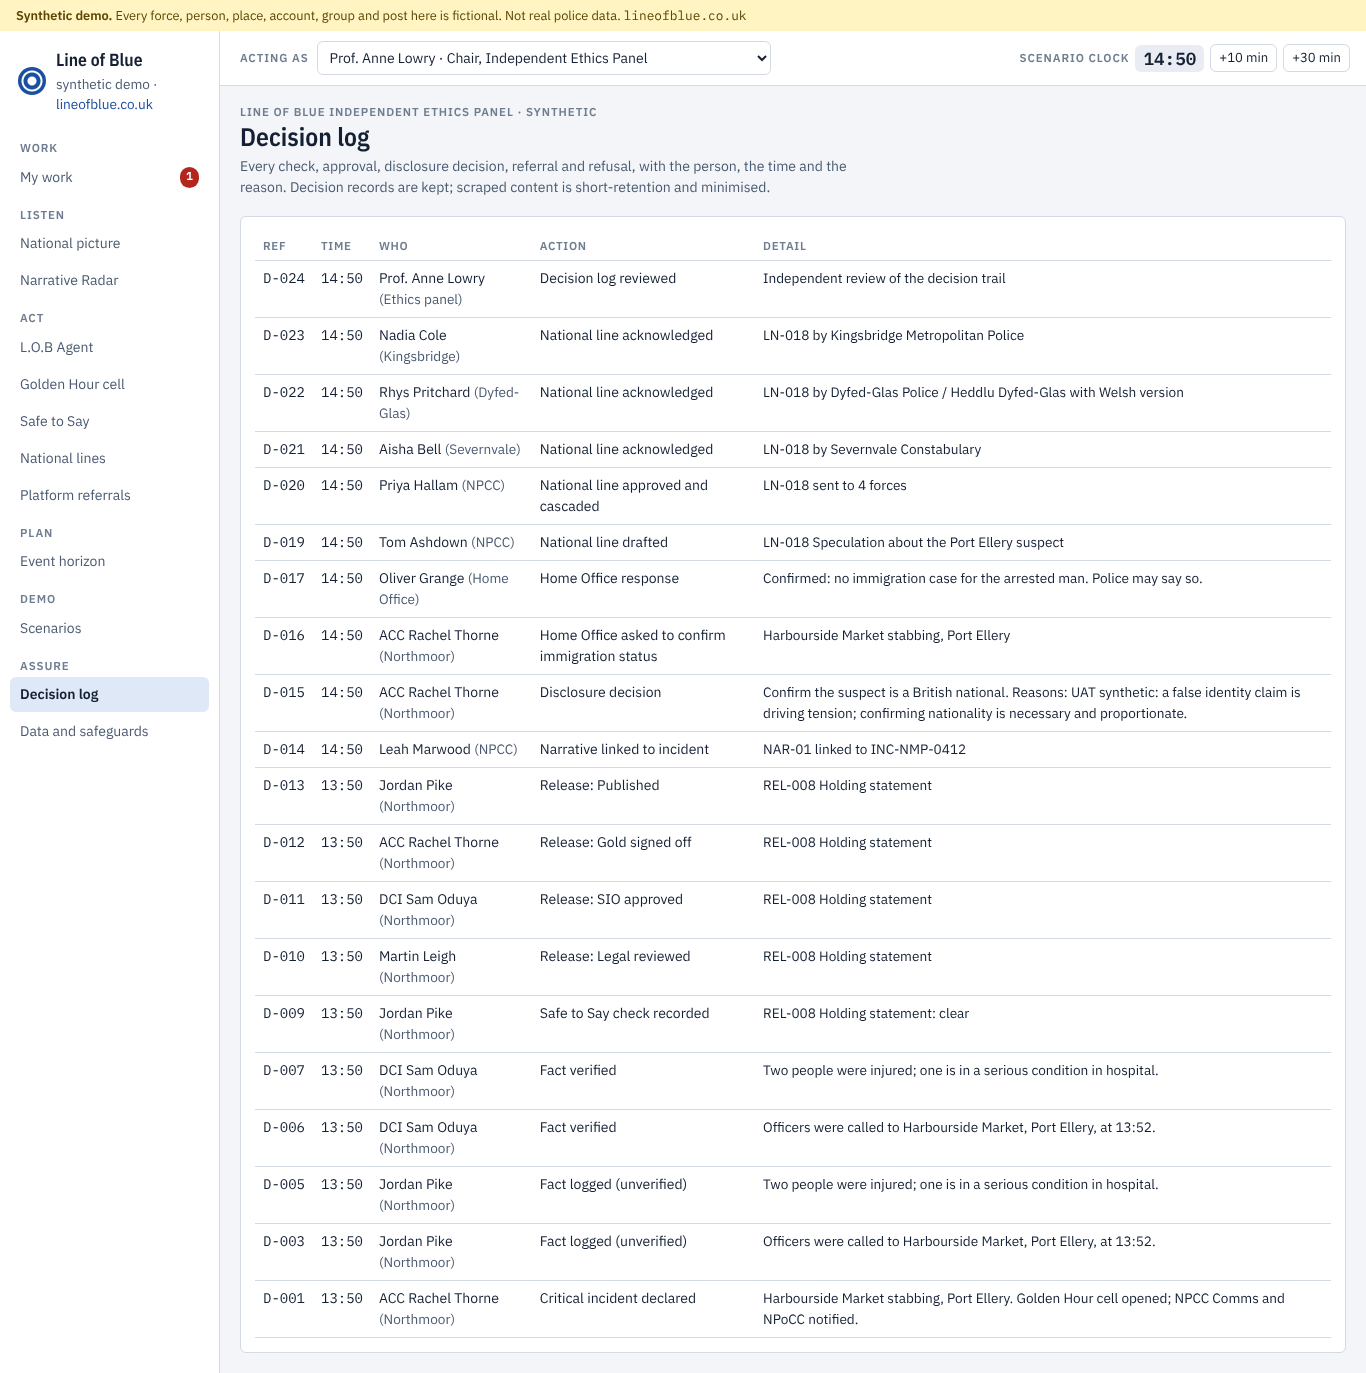 Synthetic demo. Every force, person, place, account, group and post here is fictional. Not real police data. lineofblue.co.uk
Line of Blue
synthetic demo ·
lineofblue.co.uk
WORK
My work 1
LISTEN
National picture
Narrative Radar
ACT
L.O.B Agent
Golden Hour cell
Safe to Say
National lines
Platform referrals
PLAN
Event horizon
DEMO
Scenarios
ASSURE
Decision log
Data and safeguards
ACTING AS Prof. Anne Lowry · Chair, Independent Ethics Panel SCENARIO CLOCK 14:50 +10 min +30 min
LINE OF BLUE INDEPENDENT ETHICS PANEL · SYNTHETIC
Decision log
Every check, approval, disclosure decision, referral and refusal, with the person, the time and the
reason. Decision records are kept; scraped content is short-retention and minimised.
REF TIME WHO ACTION DETAIL
D-024 14:50 Prof. Anne Lowry Decision log reviewed Independent review of the decision trail
(Ethics panel)
D-023 14:50 Nadia Cole National line acknowledged LN-018 by Kingsbridge Metropolitan Police
(Kingsbridge)
D-022 14:50 Rhys Pritchard (Dyfed- National line acknowledged LN-018 by Dyfed-Glas Police / Heddlu Dyfed-Glas with Welsh version
Glas)
D-021 14:50 Aisha Bell (Severnvale) National line acknowledged LN-018 by Severnvale Constabulary
D-020 14:50 Priya Hallam (NPCC) National line approved and LN-018 sent to 4 forces
cascaded
D-019 14:50 Tom Ashdown (NPCC) National line drafted LN-018 Speculation about the Port Ellery suspect
D-017 14:50 Oliver Grange (Home Home Office response Confirmed: no immigration case for the arrested man. Police may say so.
Office)
D-016 14:50 ACC Rachel Thorne Home Office asked to confirm Harbourside Market stabbing, Port Ellery
(Northmoor) immigration status
D-015 14:50 ACC Rachel Thorne Disclosure decision Confirm the suspect is a British national. Reasons: UAT synthetic: a false identity claim is
(Northmoor) driving tension; confirming nationality is necessary and proportionate.
D-014 14:50 Leah Marwood (NPCC) Narrative linked to incident NAR-01 linked to INC-NMP-0412
D-013 13:50 Jordan Pike Release: Published REL-008 Holding statement
(Northmoor)
D-012 13:50 ACC Rachel Thorne Release: Gold signed off REL-008 Holding statement
(Northmoor)
D-011 13:50 DCI Sam Oduya Release: SIO approved REL-008 Holding statement
(Northmoor)
D-010 13:50 Martin Leigh Release: Legal reviewed REL-008 Holding statement
(Northmoor)
D-009 13:50 Jordan Pike Safe to Say check recorded REL-008 Holding statement: clear
(Northmoor)
D-007 13:50 DCI Sam Oduya Fact verified Two people were injured; one is in a serious condition in hospital.
(Northmoor)
D-006 13:50 DCI Sam Oduya Fact verified Officers were called to Harbourside Market, Port Ellery, at 13:52.
(Northmoor)
D-005 13:50 Jordan Pike Fact logged (unverified) Two people were injured; one is in a serious condition in hospital.
(Northmoor)
D-003 13:50 Jordan Pike Fact logged (unverified) Officers were called to Harbourside Market, Port Ellery, at 13:52.
(Northmoor)
D-001 13:50 ACC Rachel Thorne Critical incident declared Harbourside Market stabbing, Port Ellery. Golden Hour cell opened; NPCC Comms and
(Northmoor) NPoCC notified.